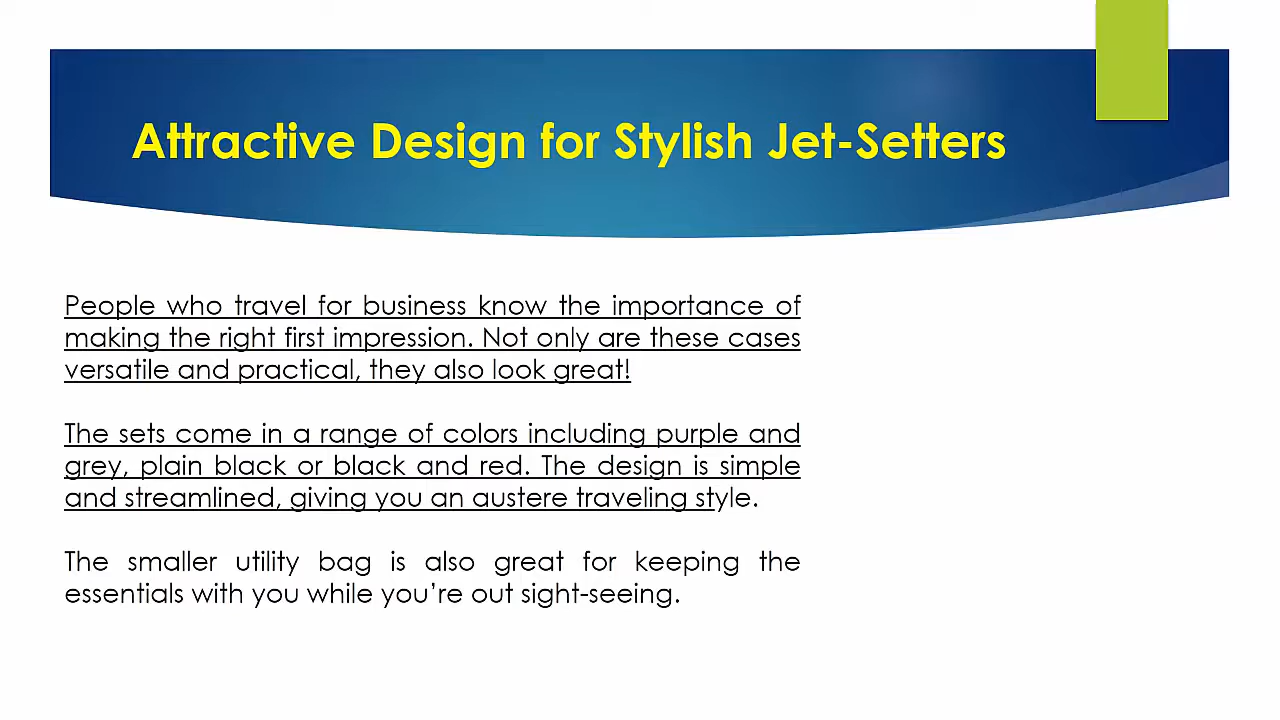 Attractive Design for Stylish Jet-Setters
People who travel for business know the importance of
making the right first impression. Not only are these cases
versatile and practical, they also look great!
The sets come in a range of colors including purple and
grey, plain black or black and red. The design is simple
and streamlined, giving you an austere traveling style.
The smaller utility bag is also great for keeping the
essentials with you while you’re out sight-seeing.